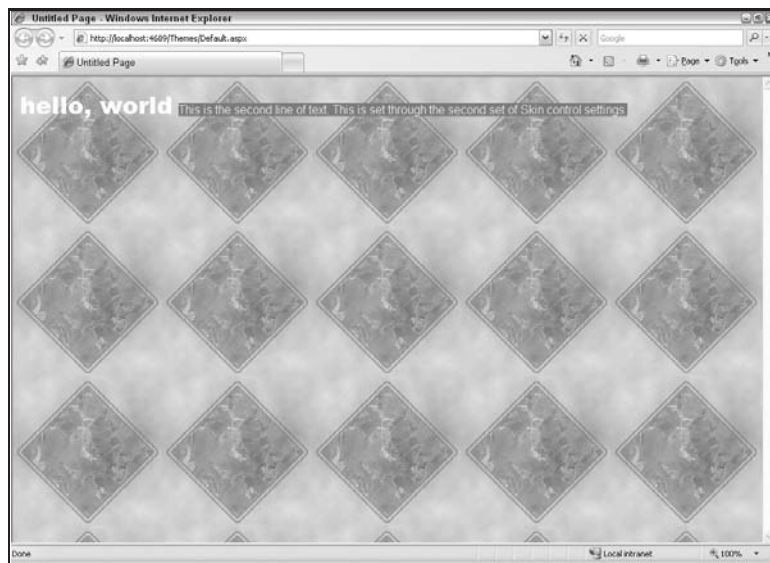 Untitled Page - Windows Internet Explorer
http://localhost:4689/Themes/Default.aspx
Google
Untitled Page
Page
Tools
hello, world This is the second line of text. This is set through the second set of Skin control settings.
Done
Local intranet
100%